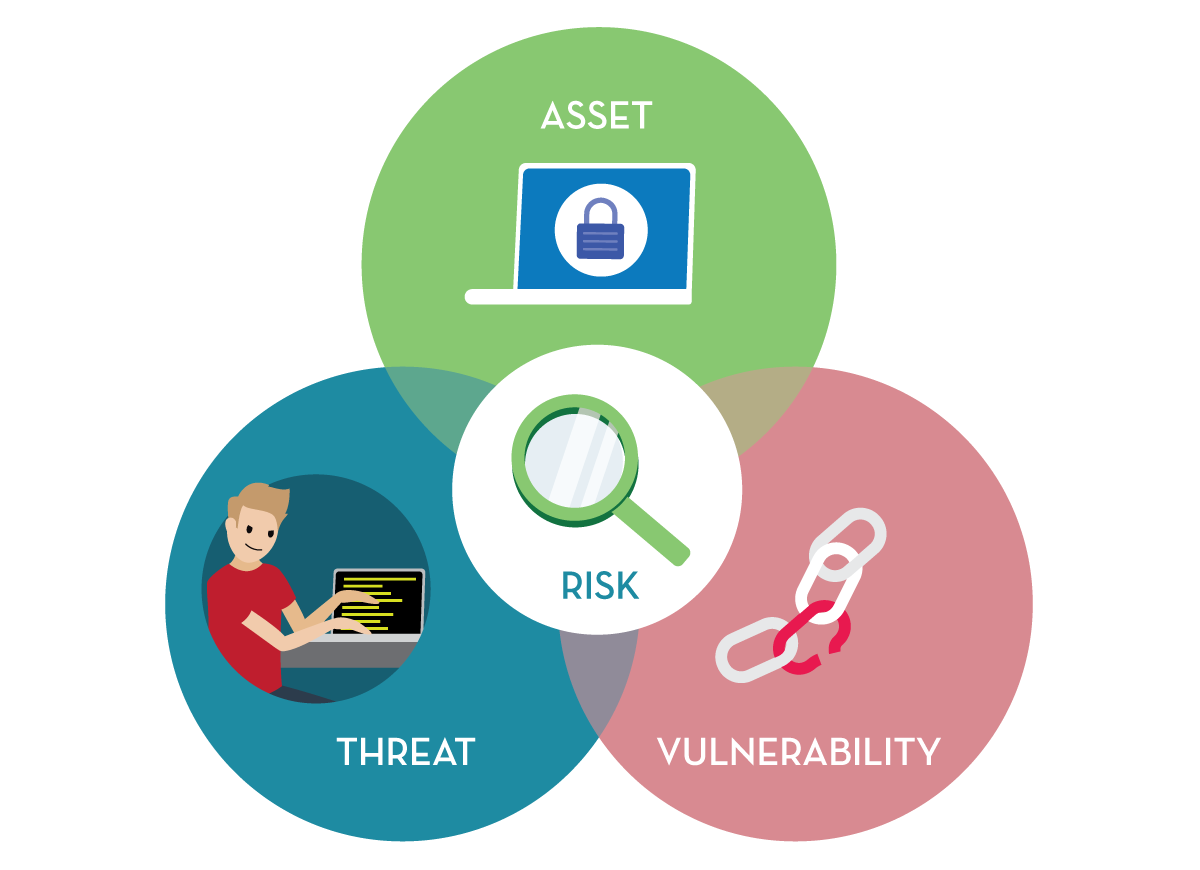 ASSET
RISK
THREAT
VULNERABILITY